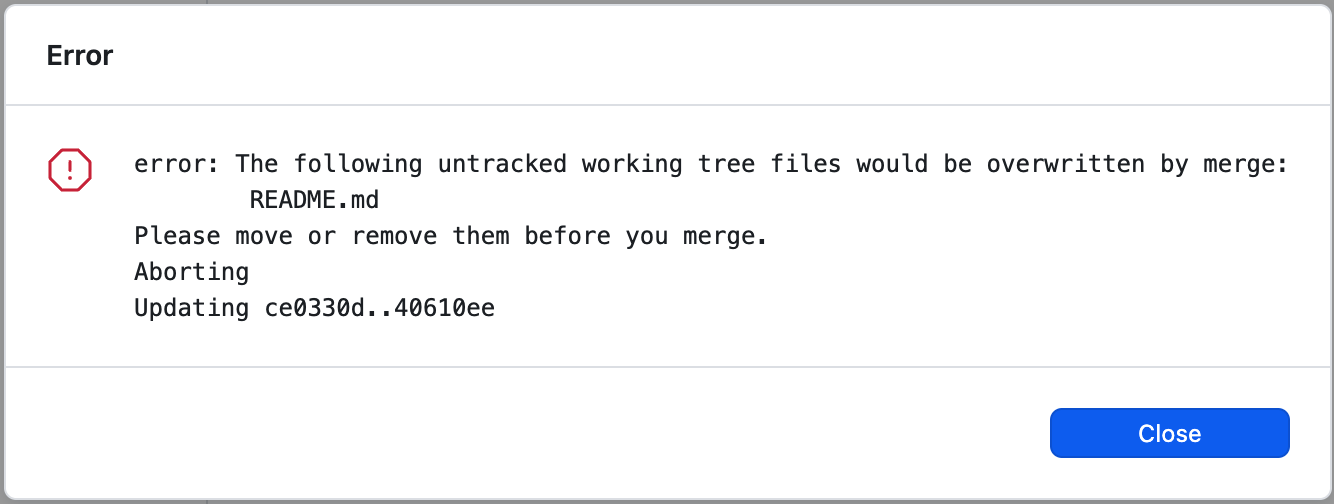 Error
error: The following untracked working tree files would be overwritten by merge:
README.md
Please move or remove them before you merge.
Aborting
Updating ce0330d..40610ee
Close